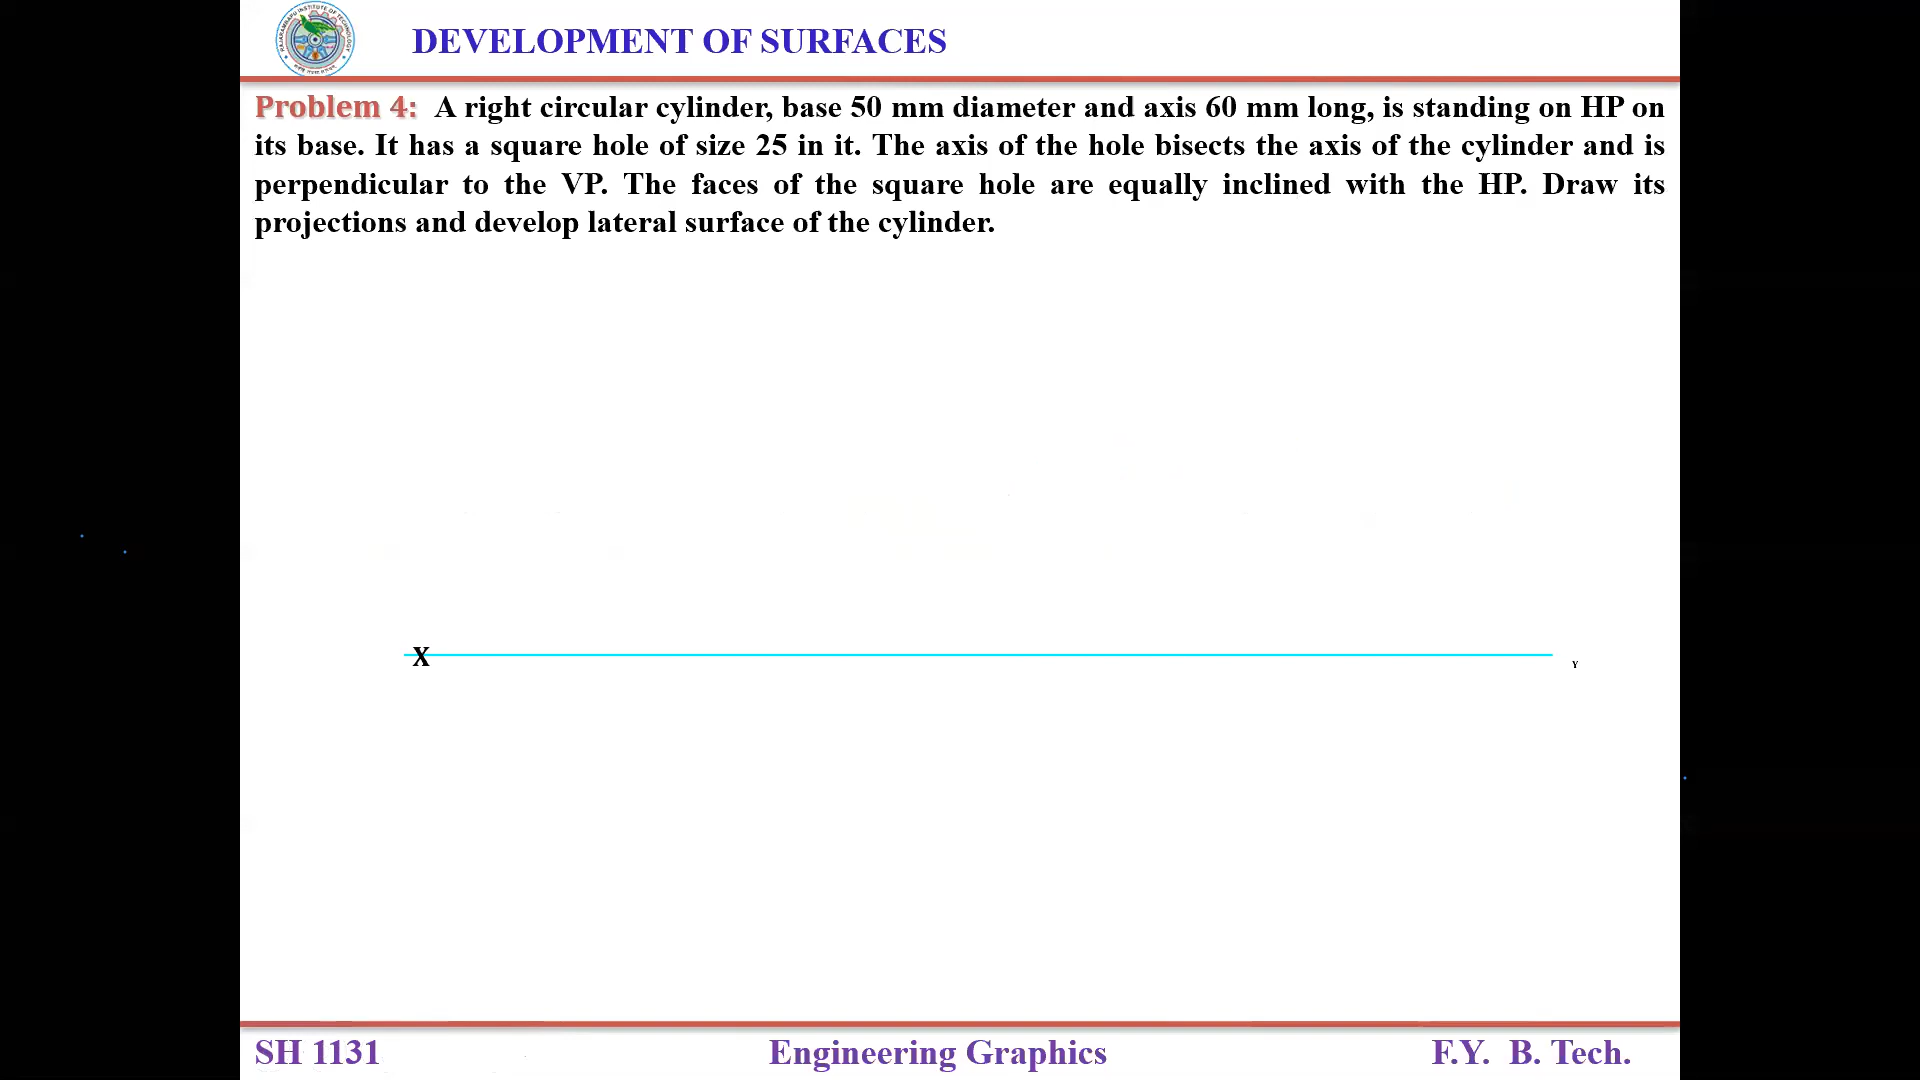 DEVELOPMENT OF SURFACES
Problem 4: A right circular cylinder, base 50 mm diameter and axis 60 mm long, is standing on HP on
its base. It has a square hole of size 25 in it. The axis of the hole bisects the axis of the cylinder and is
perpendicular to the VP. The faces of the square hole are equally inclined with the HP. Draw its
projections and develop lateral surface of the cylinder.
X
Y
SH 1131
Engineering Graphics
F.Y. B. Tech.